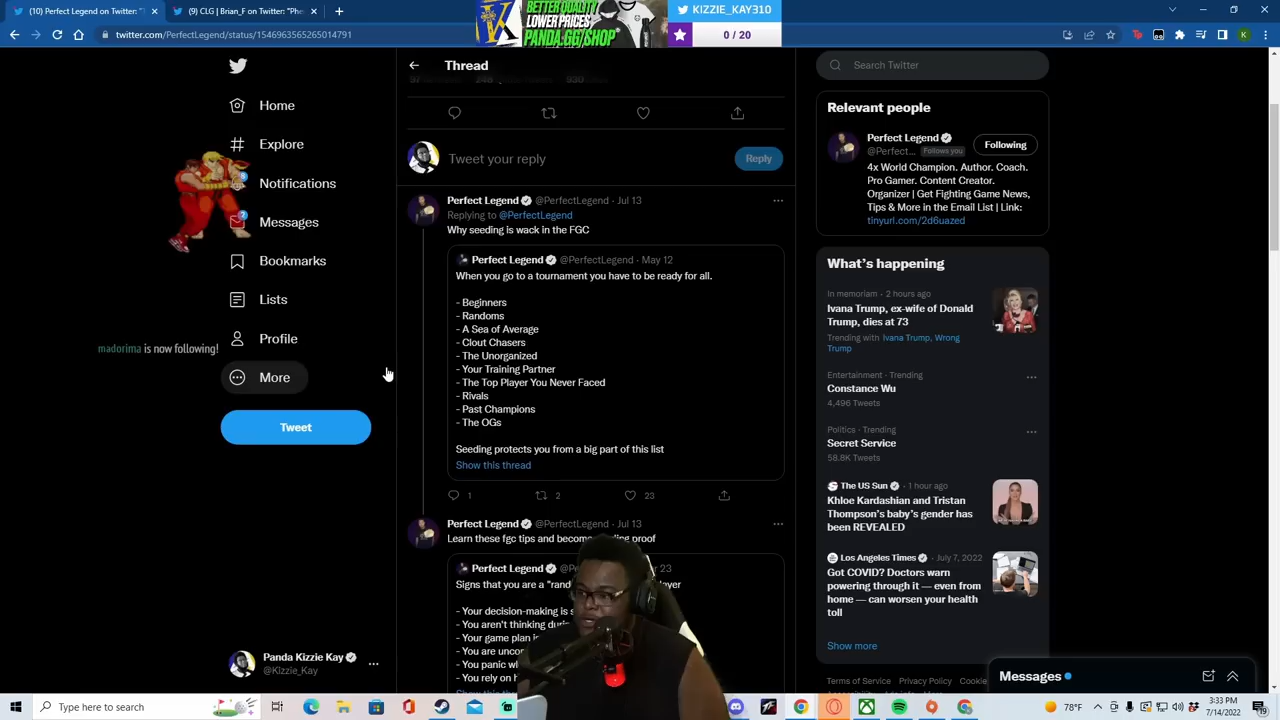 (10) Perfect Legend on Twitter:
(9) CLG | Brian_F on Twitter: "Phe
twitter.com/PerfectLegend/status/1546963565265014791
BETTER QUALITY
LOWER PRICES
PANDA.GG/SHOP
KIZZIE_KAY310
0 / 20
Home
Explore
Notifications
Messages
Bookmarks
Lists
Profile
More
Tweet
madorima is now following!
Panda Kizzie Kay
@Kizzie_Kay
Thread
Tweet your reply
Reply
Perfect Legend @PerfectLegend · Jul 13
Replying to @PerfectLegend
Why seeding is wack in the FGC
Perfect Legend @PerfectLegend · May 12
When you go to a tournament you have to be ready for all.
- Beginners
- Randoms
- A Sea of Average
- Clout Chasers
- The Unorganized
- Your Training Partner
- The Top Player You Never Faced
- Rivals
- Past Champions
- The OGs
Seeding protects you from a big part of this list
Show this thread
1
2
23
Perfect Legend @PerfectLegend · Jul 13
Learn these fgc tips and become proof
Perfect Legend @P 23
Signs that you are a
- Your decision-making is
- You aren't thinking
- Your game plan
- You are
- You panic
- You rely on
Show this
Search Twitter
Relevant people
Perfect Legend
@Perfect... Follows you
Following
4x World Champion. Author. Coach.
Pro Gamer. Content Creator.
Organizer | Get Fighting Game News,
Tips & More in the Email List | Link:
tinyurl.com/2d6uazed
What's happening
In memoriam · 2 hours ago
Ivana Trump, ex-wife of Donald
Trump, dies at 73
Trending with Ivana Trump, Wrong
Trump
Entertainment · Trending
Constance Wu
4,496 Tweets
Politics · Trending
Secret Service
58.8K Tweets
The US Sun · 1 hour ago
Khloe Kardashian and Tristan
Thompson's baby's gender has
been REVEALED
Los Angeles Times · July 7, 2022
Got COVID? Doctors warn
powering through it — even from
home — can worsen your health
toll
Show more
Terms of Service Privacy Policy Cookie
Messages
Type here to search
78°F
3:33 PM
7/14/2022